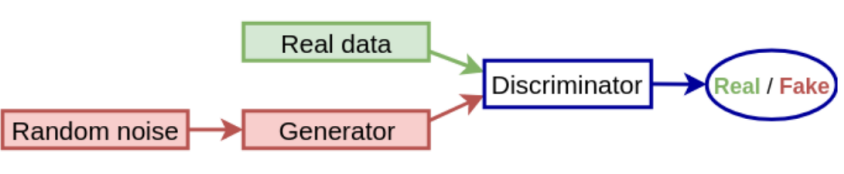 Real data
Discriminator
Real / Fake
Random noise
Generator